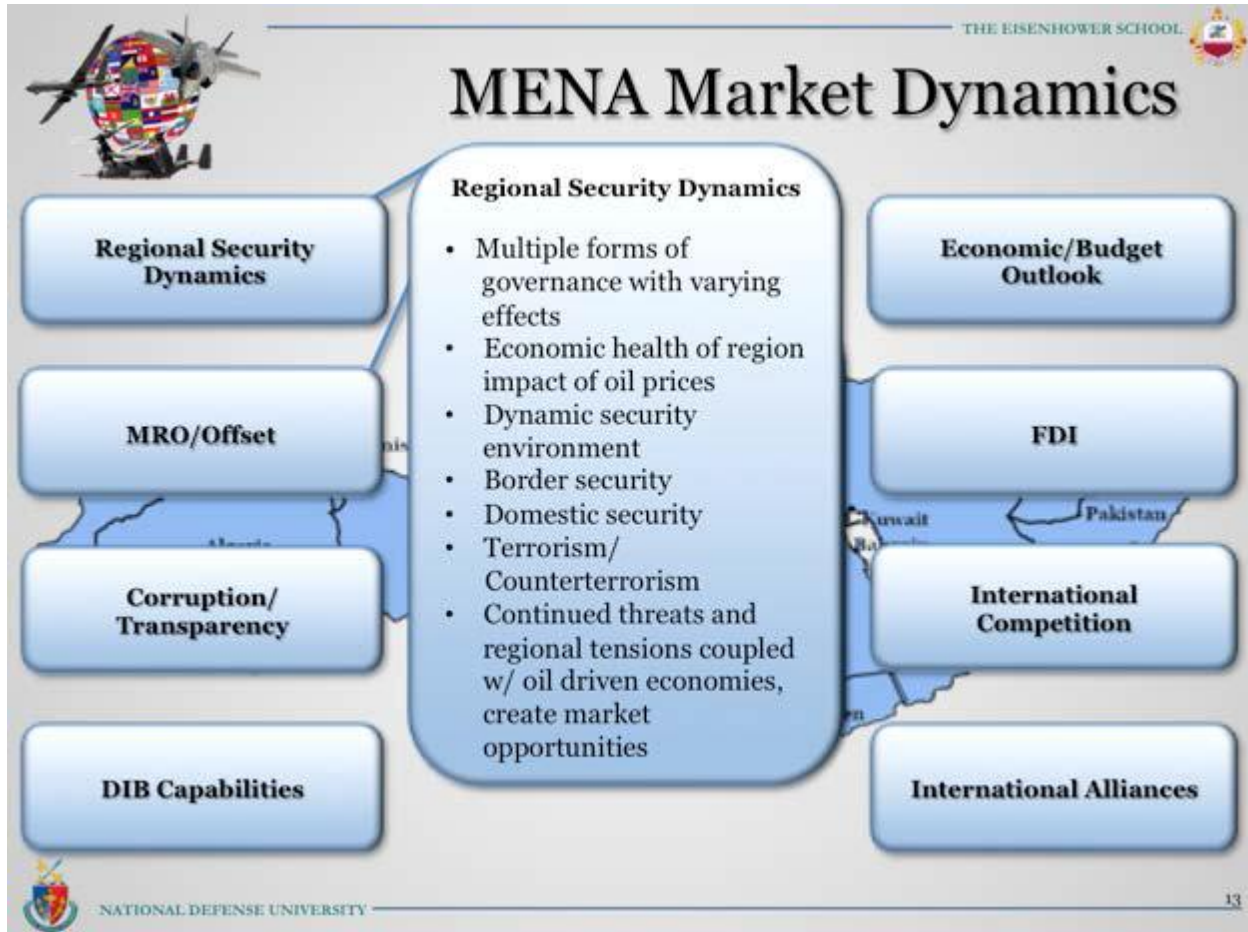 THE EISENHOWER SCHOOL
MENA Market Dynamics
Regional Security
Dynamics
MRO/Offset
Corruption/
Transparency
DIB Capabilities
Regional Security Dynamics
• Multiple forms of
governance with varying
effects
• Economic health of region
impact of oil prices
• Dynamic security
environment
• Border security
• Domestic security
• Terrorism/
Counterterrorism
• Continued threats and
regional tensions coupled
w/ oil driven economies,
create market
opportunities
Economic/Budget
Outlook
FDI
International
Competition
International Alliances
nis
Kuwait
Pakistan
en
NATIONAL DEFENSE UNIVERSITY
13